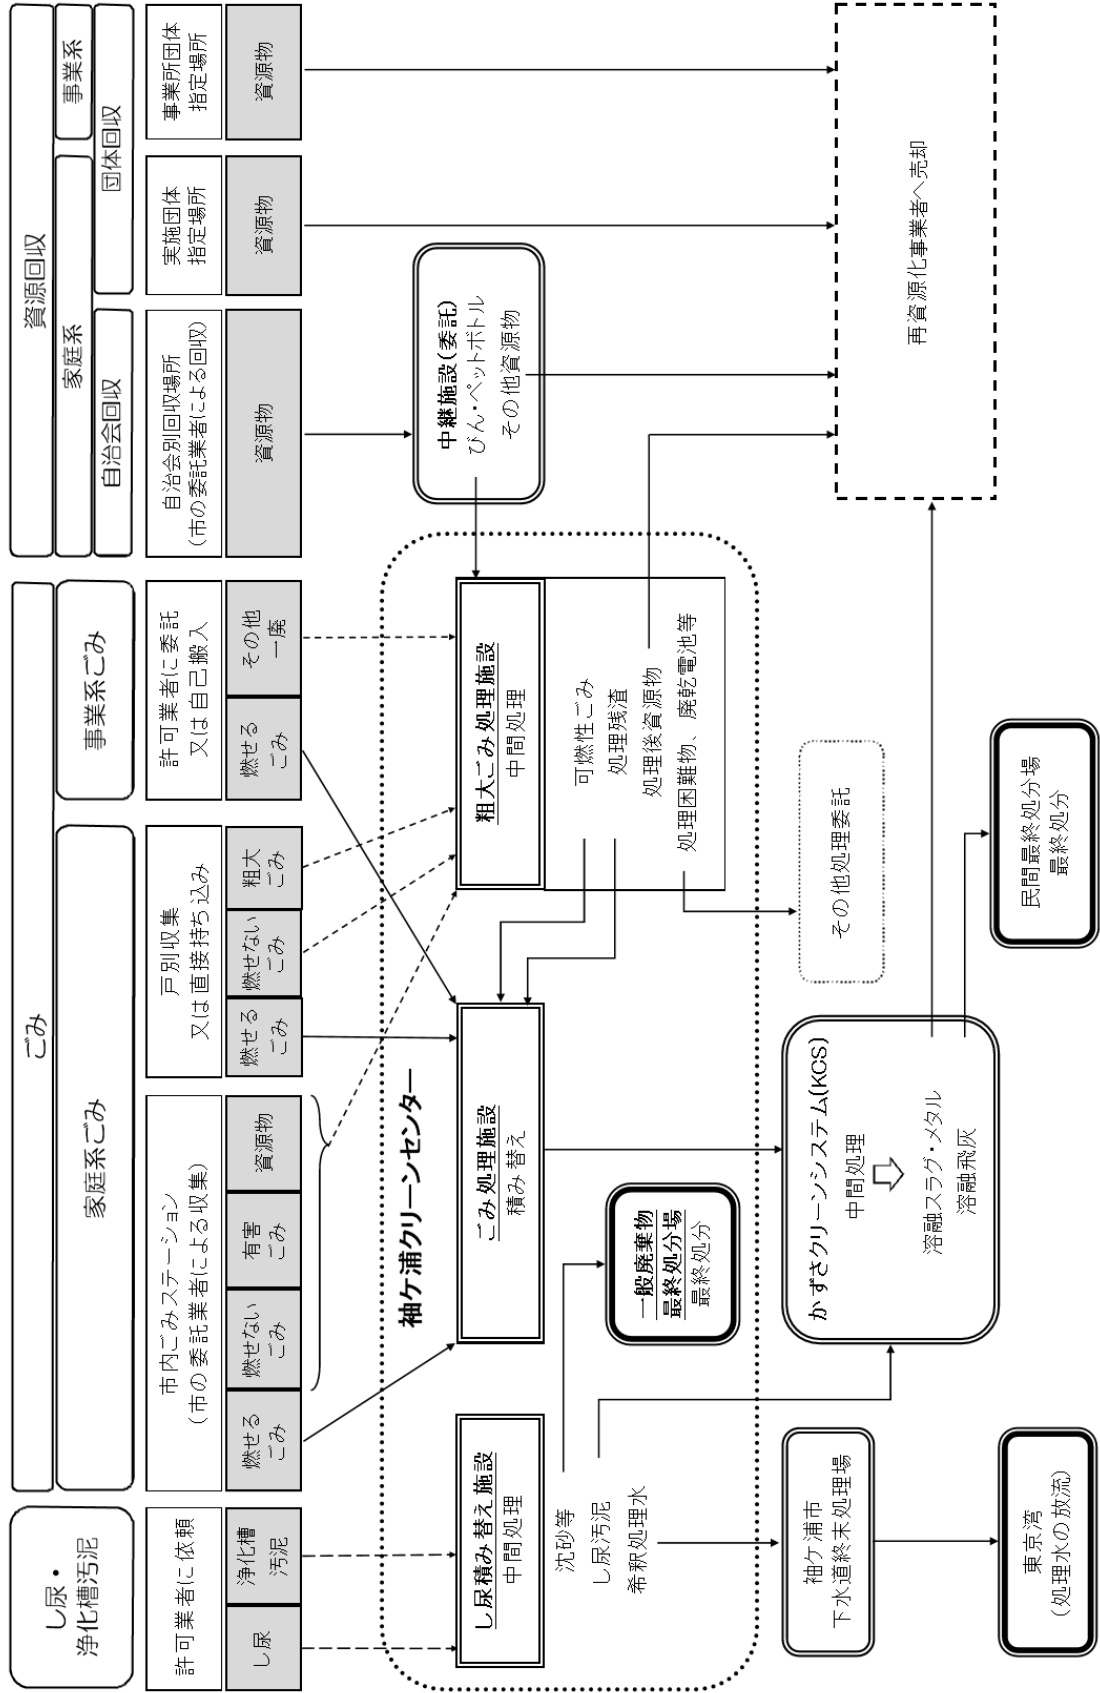 し尿・
浄化槽汚泥
ごみ
資源回収
家庭系ごみ
事業系ごみ
家庭系
事業系
自治会回収
団体回収
許可業者に依頼
市内ごみステーション
(市の委託業者による収集)
戸別収集
又は直接持ち込み
許可業者に委託
又は自己搬入
自治会別回収場所
(市の委託業者による回収)
実施団体
指定場所
事業所団体
指定場所
し尿
浄化槽
汚泥
燃せる
ごみ
燃せない
ごみ
有害
ごみ
資源物
燃せる
ごみ
燃せない
ごみ
粗大
ごみ
燃せる
ごみ
その他
一廃
資源物
資源物
資源物
袖ケ浦クリーンセンター
し尿積み替え施設
中間処理
沈砂等
し尿汚泥
希釈処理水
ごみ処理施設
積み替え
粗大ごみ処理施設
中間処理
可燃性ごみ
処理残渣
処理後資源物
処理困難物、廃乾電池等
中継施設(委託)
びん・ペットボトル
その他資源物
一般廃棄物
最終処分場
最終処分
袖ケ浦市
下水道終末処理場
かずさクリーンシステム(KCS)
中間処理
溶融スラグ・メタル
溶融飛灰
その他処理委託
再資源化事業者へ売却
東京湾
(処理水の放流)
民間最終処分場
最終処分